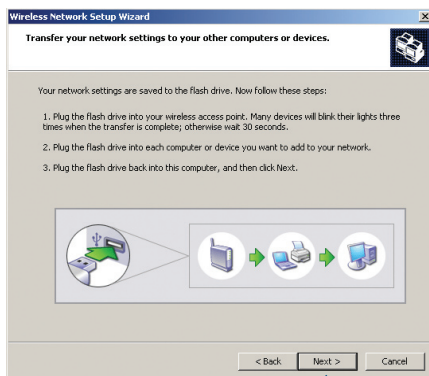 Wireless Network Setup Wizard
Transfer your network settings to your other computers or devices.
Your network settings are saved to the flash drive. Now follow these steps:
1. Plug the flash drive into your wireless access point. Many devices will blink their lights three
times when the transfer is complete; otherwise wait 30 seconds.
2. Plug the flash drive into each computer or device you want to add to your network.
3. Plug the flash drive back into this computer, and then click Next.
< Back Next > Cancel